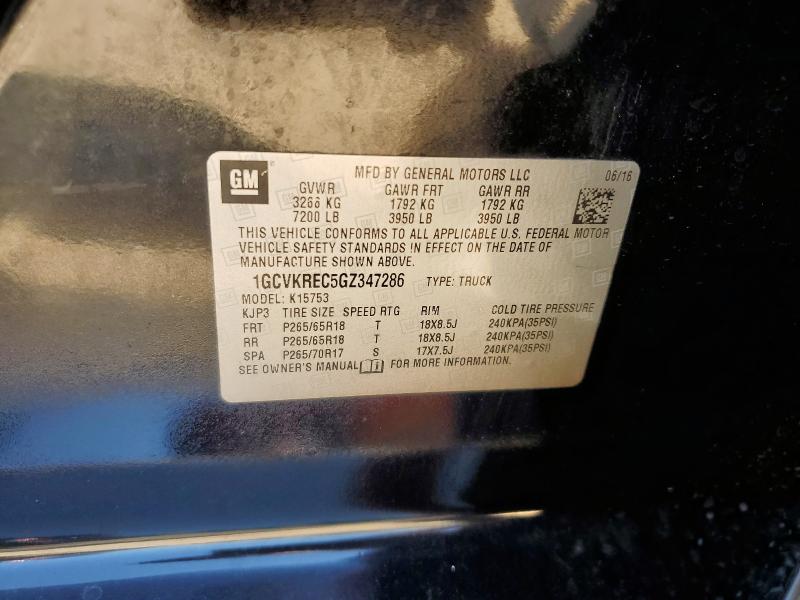 GM
MFD BY GENERAL MOTORS LLC 06/16
GVWR GAWR FRT GAWR RR
3266 KG 1792 KG 1792 KG
7200 LB 3950 LB 3950 LB
THIS VEHICLE CONFORMS TO ALL APPLICABLE U.S. FEDERAL MOTOR
VEHICLE SAFETY STANDARDS IN EFFECT ON THE DATE OF
MANUFACTURE SHOWN ABOVE.
1GCVKREC5GZ347286 TYPE: TRUCK
MODEL: K15753
KJP3 TIRE SIZE SPEED RTG RIM COLD TIRE PRESSURE
FRT P265/65R18 T 18X8.5J 240KPA(35PSI)
RR P265/65R18 T 18X8.5J 240KPA(35PSI)
SPA P265/70R17 S 17X7.5J 240KPA(35PSI)
SEE OWNER'S MANUAL FOR MORE INFORMATION.